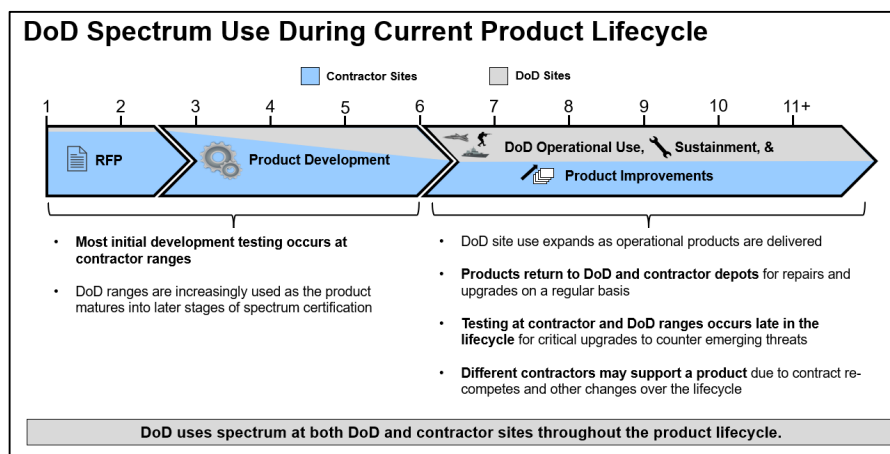 DoD Spectrum Use During Current Product Lifecycle
Contractor Sites
DoD Sites
1 2 3 4 5 6 7 8 9 10 11+
RFP
Product Development
DoD Operational Use, Sustainment, &
Product Improvements
• Most initial development testing occurs at
contractor ranges
• DoD ranges are increasingly used as the product
matures into later stages of spectrum certification
• DoD site use expands as operational products are delivered
• Products return to DoD and contractor depots for repairs and
upgrades on a regular basis
• Testing at contractor and DoD ranges occurs late in the
lifecycle for critical upgrades to counter emerging threats
• Different contractors may support a product due to contract re-
competes and other changes over the lifecycle
DoD uses spectrum at both DoD and contractor sites throughout the product lifecycle.